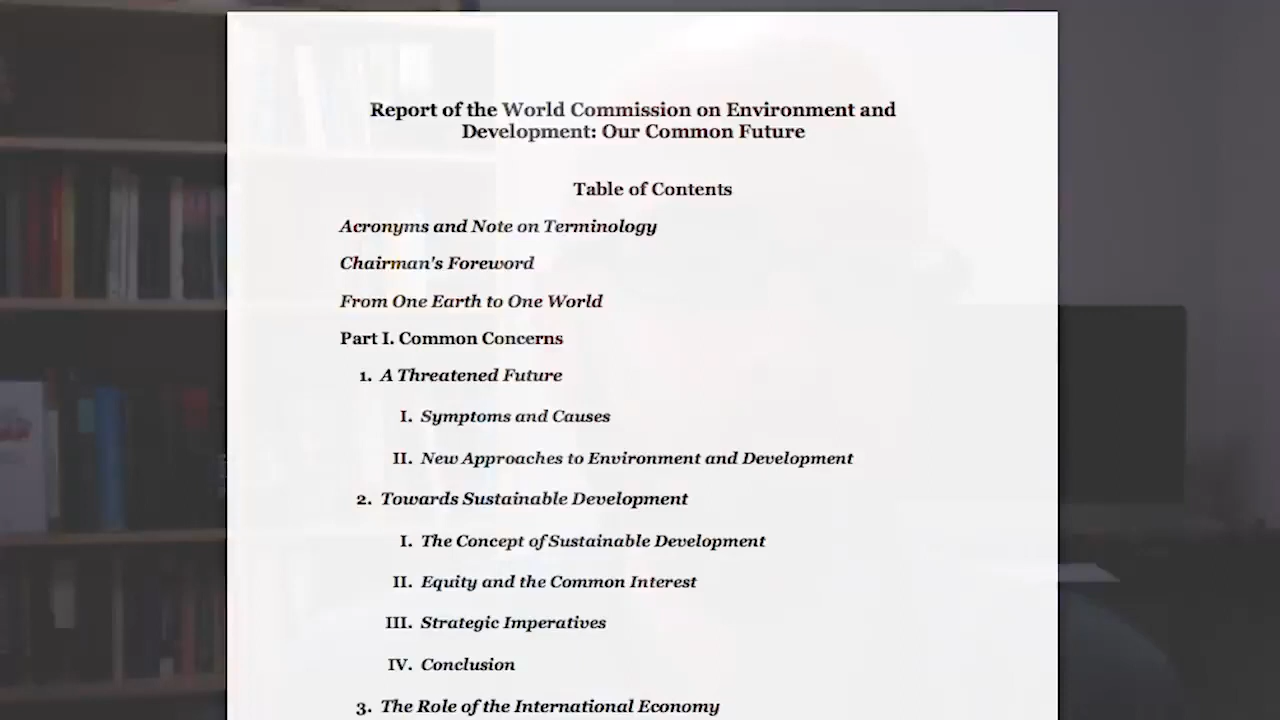 Report of the World Commission on Environment and
Development: Our Common Future
Table of Contents
Acronyms and Note on Terminology
Chairman's Foreword
From One Earth to One World
Part I. Common Concerns
1. A Threatened Future
I. Symptoms and Causes
II. New Approaches to Environment and Development
2. Towards Sustainable Development
I. The Concept of Sustainable Development
II. Equity and the Common Interest
III. Strategic Imperatives
IV. Conclusion
3. The Role of the International Economy